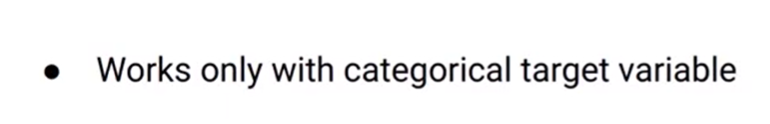 ● Works only with categorical target variable